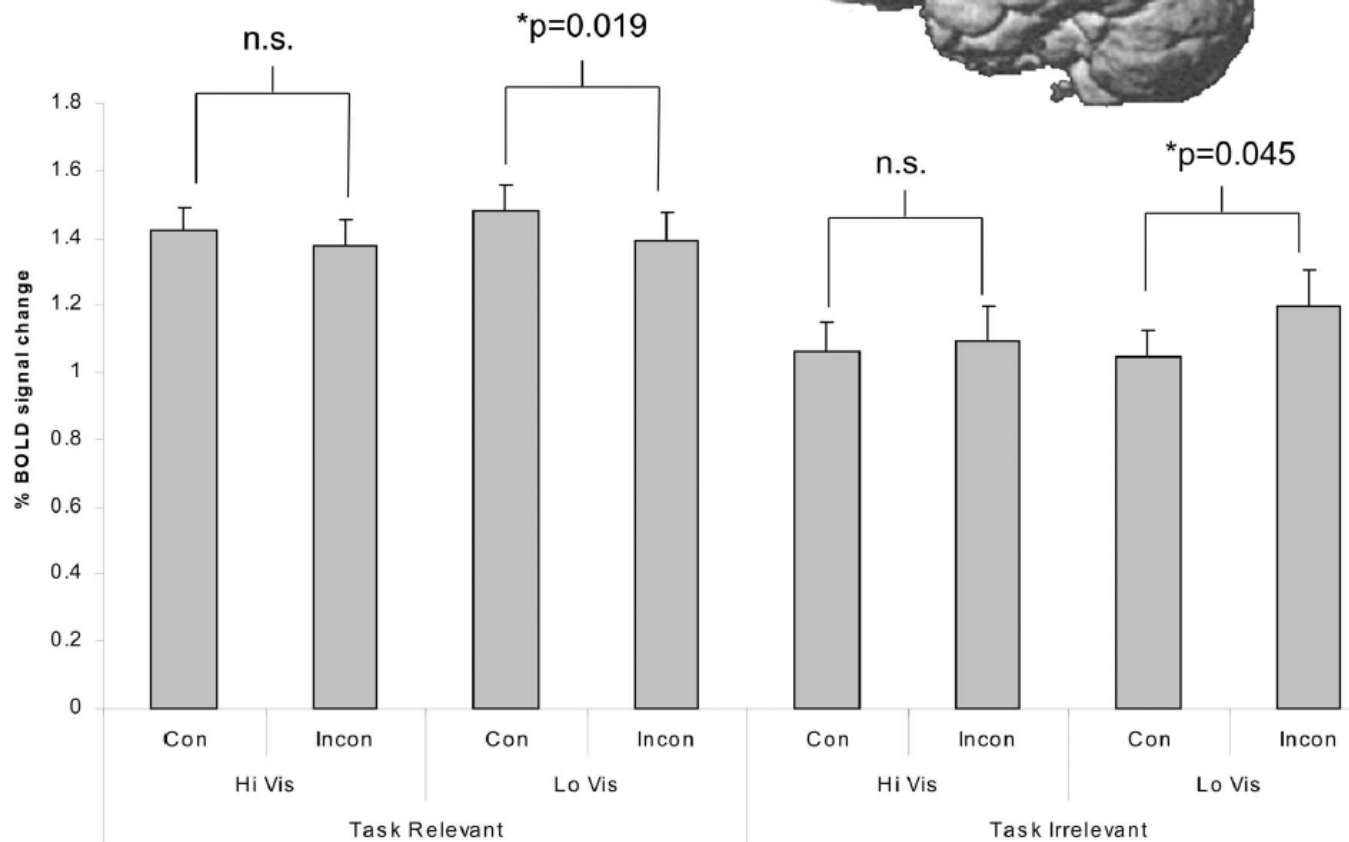 n.s.
*p=0.019
n.s.
*p=0.045
% BOLD signal change
1.8
1.6
1.4
1.2
1
0.8
0.6
0.4
0.2
0
Con Incon Con Incon Con Incon Con Incon
Hi Vis Lo Vis Hi Vis Lo Vis
Task Relevant Task Irrelevant